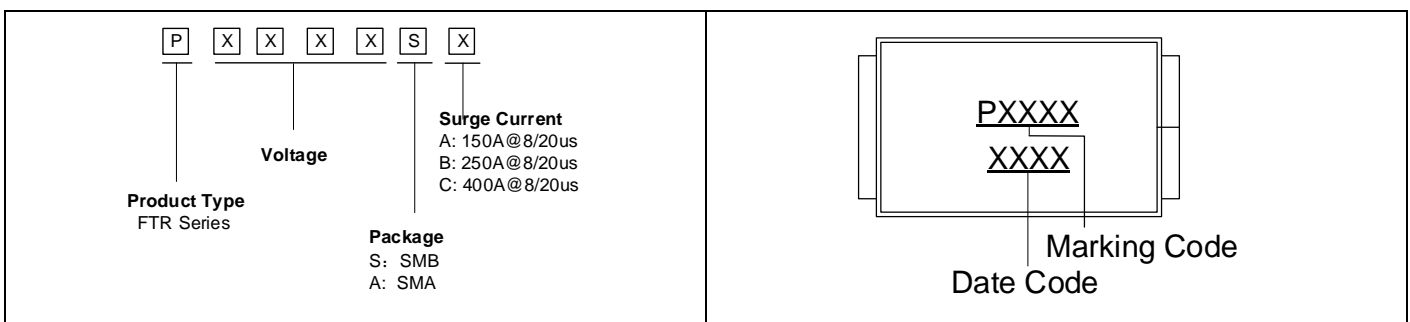 P X X X X S X
Surge Current
A: 150A@8/20us
B: 250A@8/20us
C: 400A@8/20us
Voltage
Product Type
FTR Series
Package
S：SMB
A: SMA
PXXXX
XXXX
Marking Code
Date Code